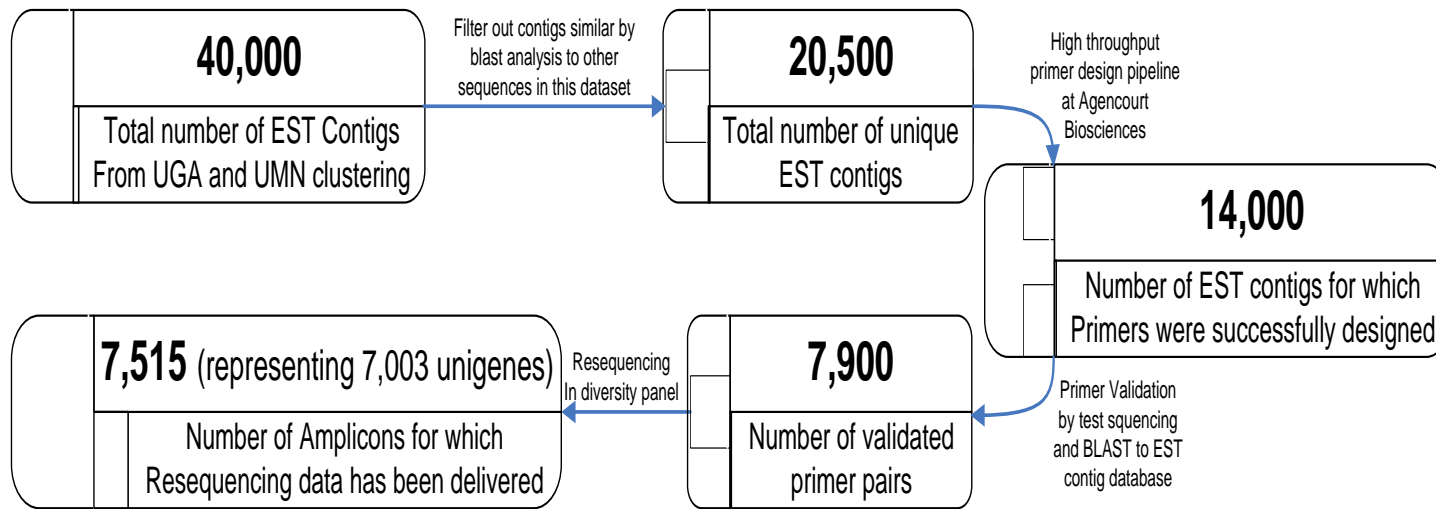 40,000
Total number of EST Contigs
From UGA and UMN clustering
Filter out contigs similar by
blast analysis to other
sequences in this dataset
20,500
Total number of unique
EST contigs
High throughput
primer design pipeline
at Agencourt
Biosciences
14,000
Number of EST contigs for which
Primers were successfully designed
Primer Validation
by test squencing
and BLAST to EST
contig database
7,900
Number of validated
primer pairs
Resequencing
In diversity panel
7,515 (representing 7,003 unigenes)
Number of Amplicons for which
Resequencing data has been delivered